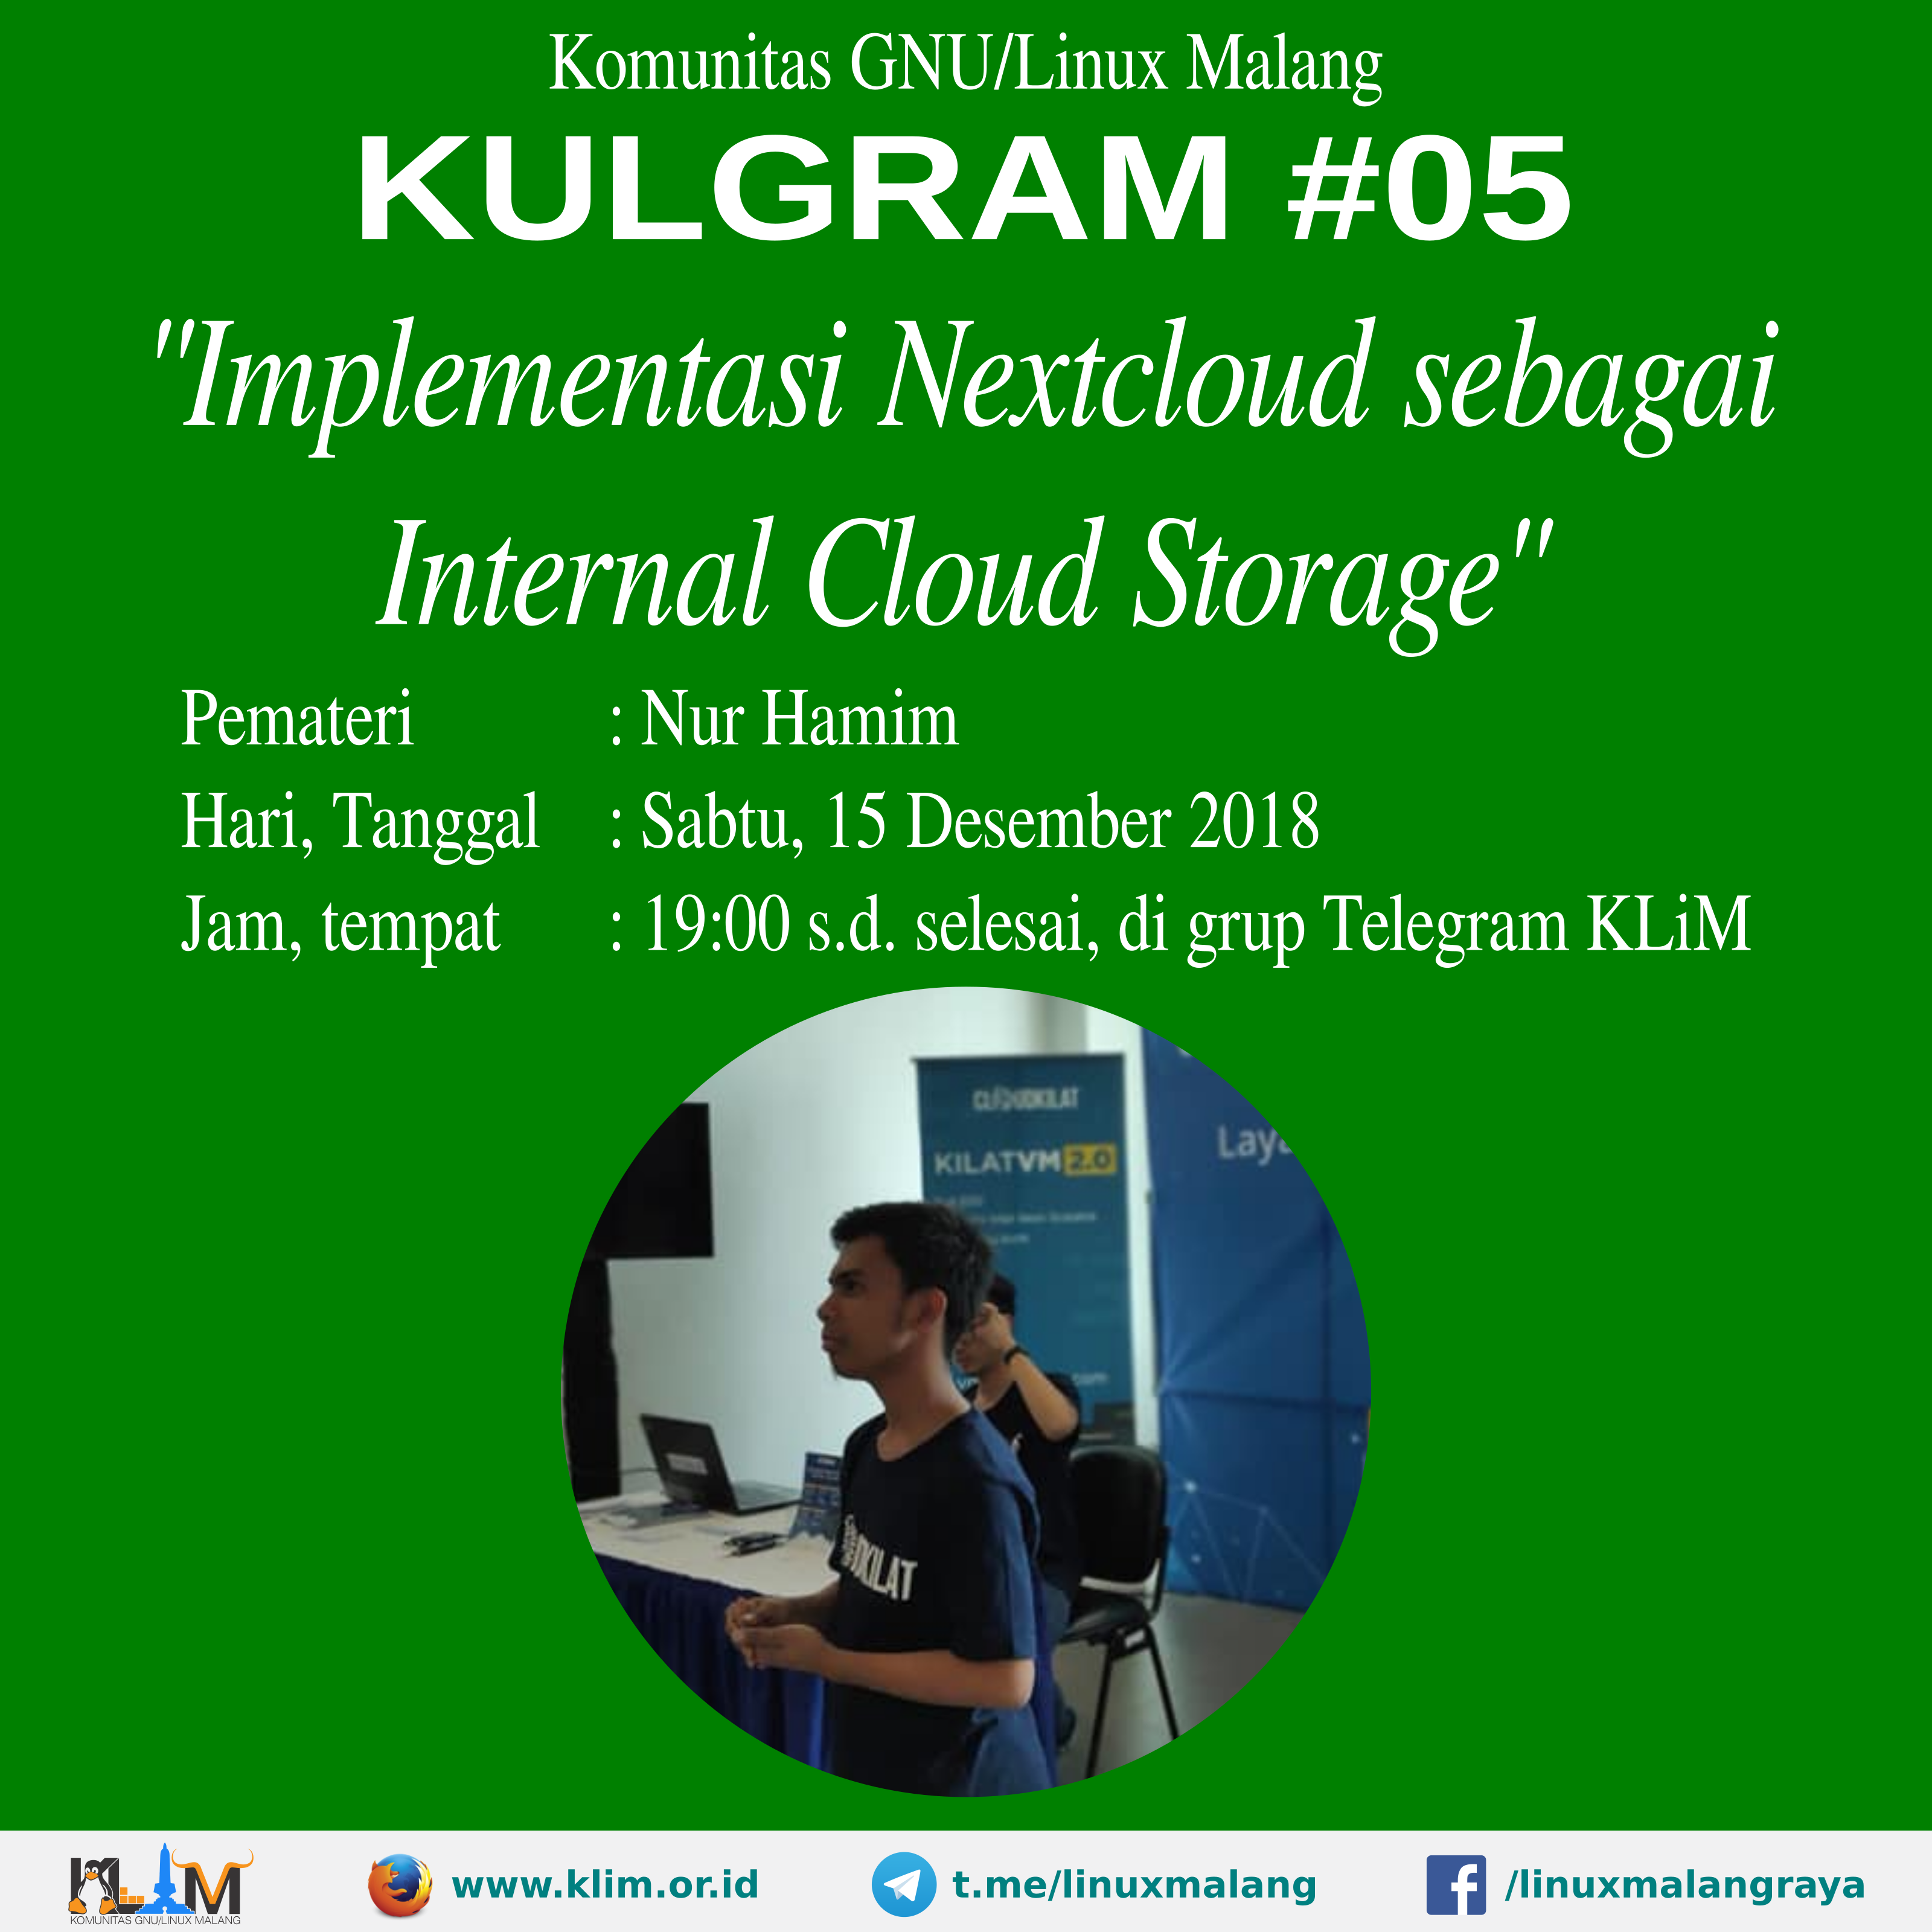 Komunitas GNU/Linux Malang
KULGRAM #05
"Implementasi Nextcloud sebagai
Internal Cloud Storage"
Pemateri : Nur Hamim
Hari, Tanggal : Sabtu, 15 Desember 2018
Jam, tempat : 19:00 s.d. selesai, di grup Telegram KLiM
CLOUDKILAT
KILATVM 2.0
KLiM
KOMUNITAS GNU/LINUX MALANG
www.klim.or.id
t.me/linuxmalang
/linuxmalangraya